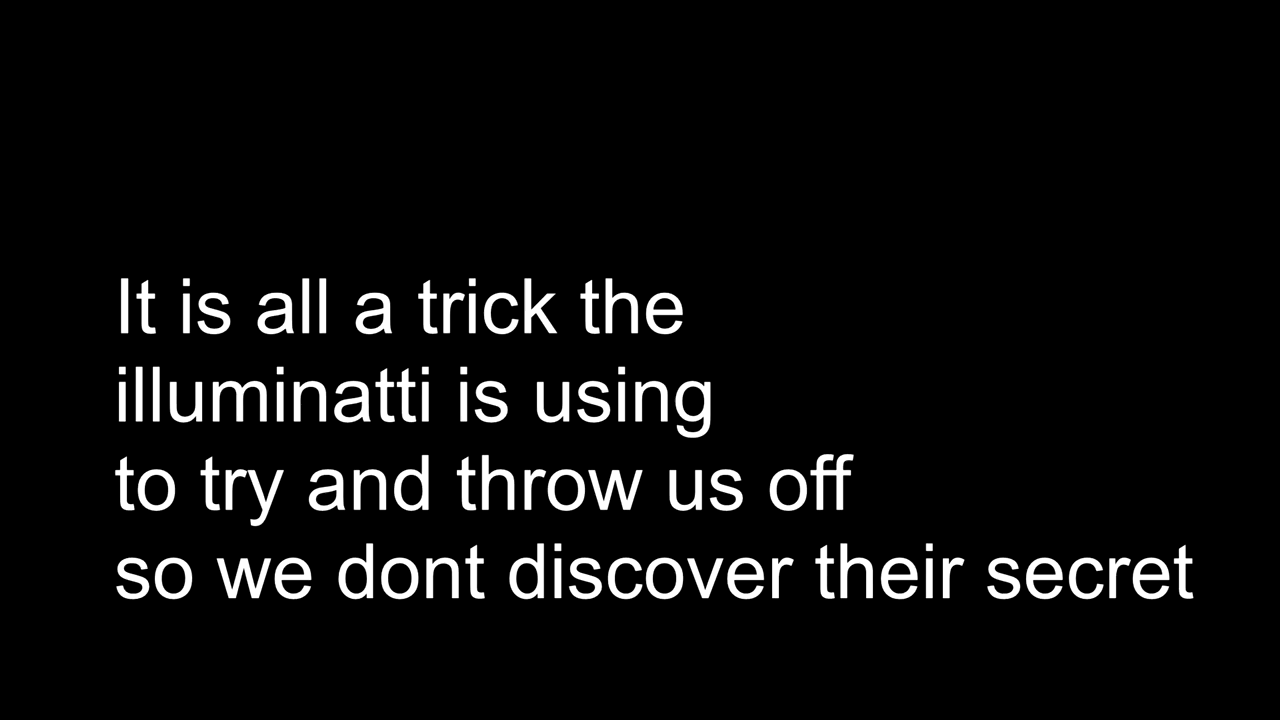 It is all a trick the
illuminatti is using
to try and throw us off
so we dont discover their secret